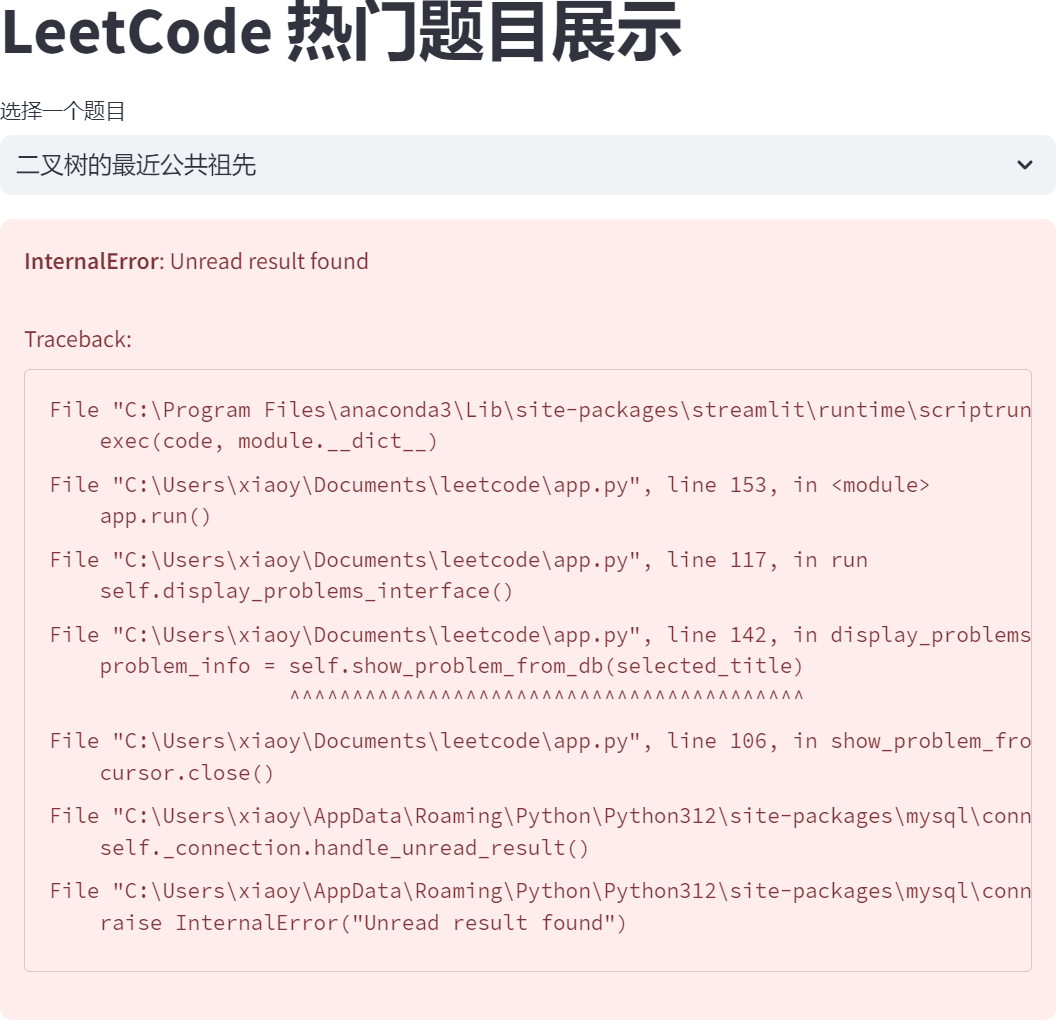 LeetCode 热门题目展示
选择一个题目
二叉树的最近公共祖先
InternalError: Unread result found
Traceback:
File "C:\Program Files\anaconda3\Lib\site-packages\streamlit\runtime\scriptrun
exec(code, module.__dict__)
File "C:\Users\xiaoy\Documents\leetcode\app.py", line 153, in <module>
app.run()
File "C:\Users\xiaoy\Documents\leetcode\app.py", line 117, in run
self.display_problems_interface()
File "C:\Users\xiaoy\Documents\leetcode\app.py", line 142, in display_problems
problem_info = self.show_problem_from_db(selected_title)
^^^^^^^^^^^^^^^^^^^^^^^^^^^^^^^^^^^^^^^^^
File "C:\Users\xiaoy\Documents\leetcode\app.py", line 106, in show_problem_fro
cursor.close()
File "C:\Users\xiaoy\AppData\Roaming\Python\Python312\site-packages\mysql\conn
self._connection.handle_unread_result()
File "C:\Users\xiaoy\AppData\Roaming\Python\Python312\site-packages\mysql\conn
raise InternalError("Unread result found")